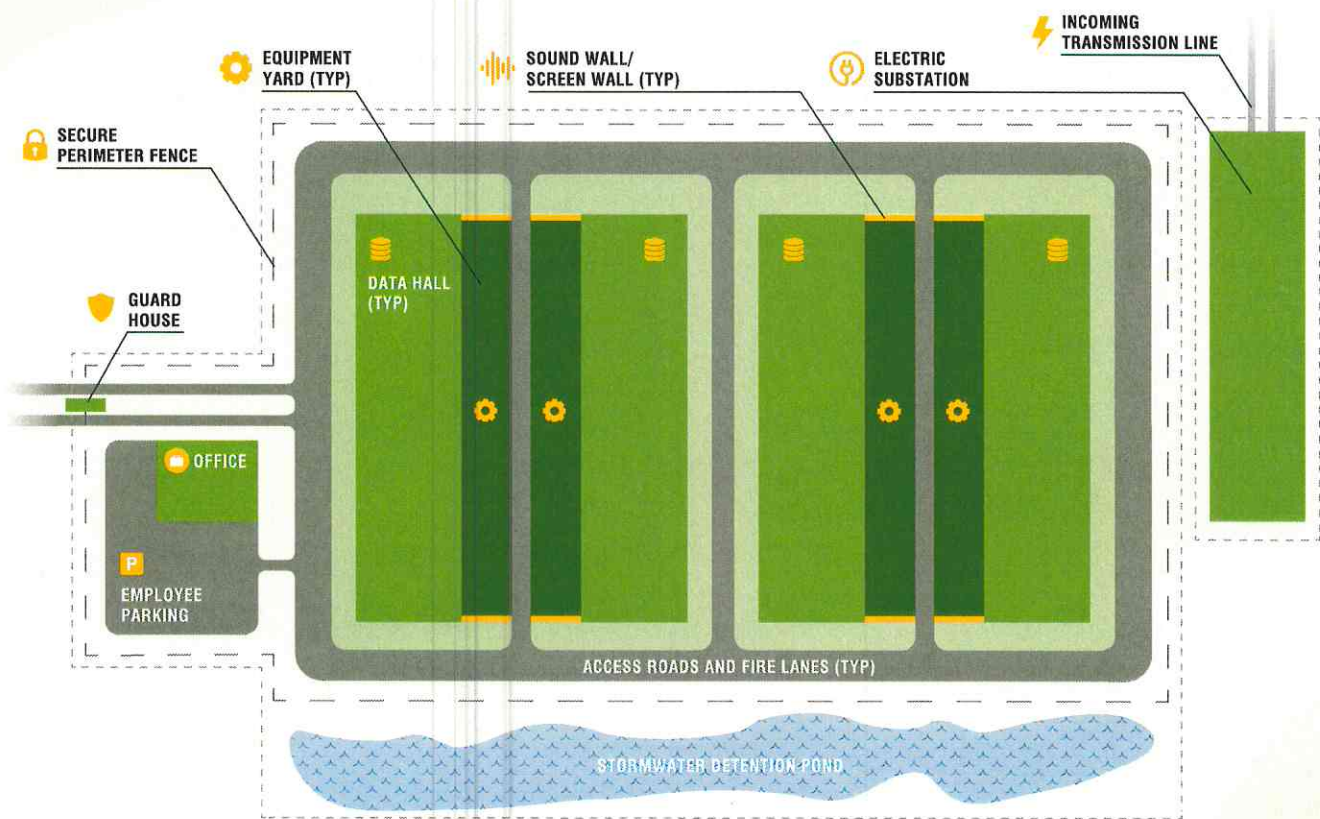 INCOMING
TRANSMISSION LINE
EQUIPMENT
YARD (TYP)
SOUND WALL/
SCREEN WALL (TYP)
ELECTRIC
SUBSTATION
SECURE
PERIMETER FENCE
DATA HALL
(TYP)
GUARD
HOUSE
OFFICE
P
EMPLOYEE
PARKING
ACCESS ROADS AND FIRE LANES (TYP)
STORMWATER DETENTION POND